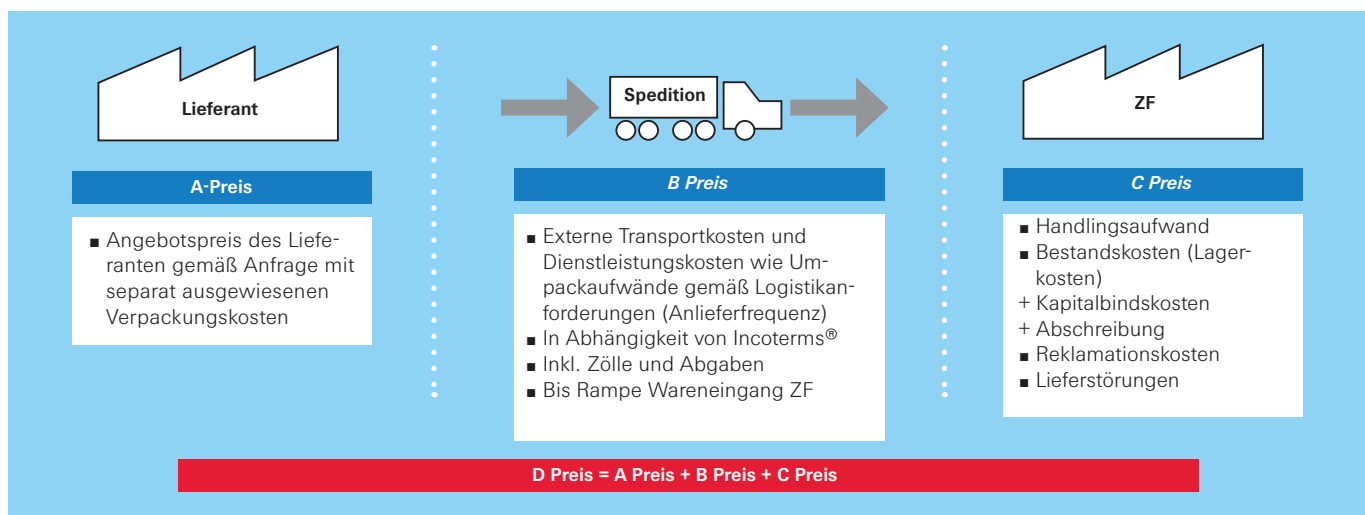 Lieferant
Spedition
ZF
A-Preis
■ Angebotspreis des Liefe-
ranten gemäß Anfrage mit
separat ausgewiesenen
Verpackungskosten
B Preis
■ Externe Transportkosten und
Dienstleistungskosten wie Um-
packaufwände gemäß Logistikan-
forderungen (Anlieferfrequenz)
■ In Abhängigkeit von Incoterms®
■ Inkl. Zölle und Abgaben
■ Bis Rampe Wareneingang ZF
C Preis
■ Handlingsaufwand
■ Bestandskosten (Lager-
kosten)
+ Kapitalbindskosten
+ Abschreibung
■ Reklamationskosten
■ Lieferstörungen
D Preis = A Preis + B Preis + C Preis